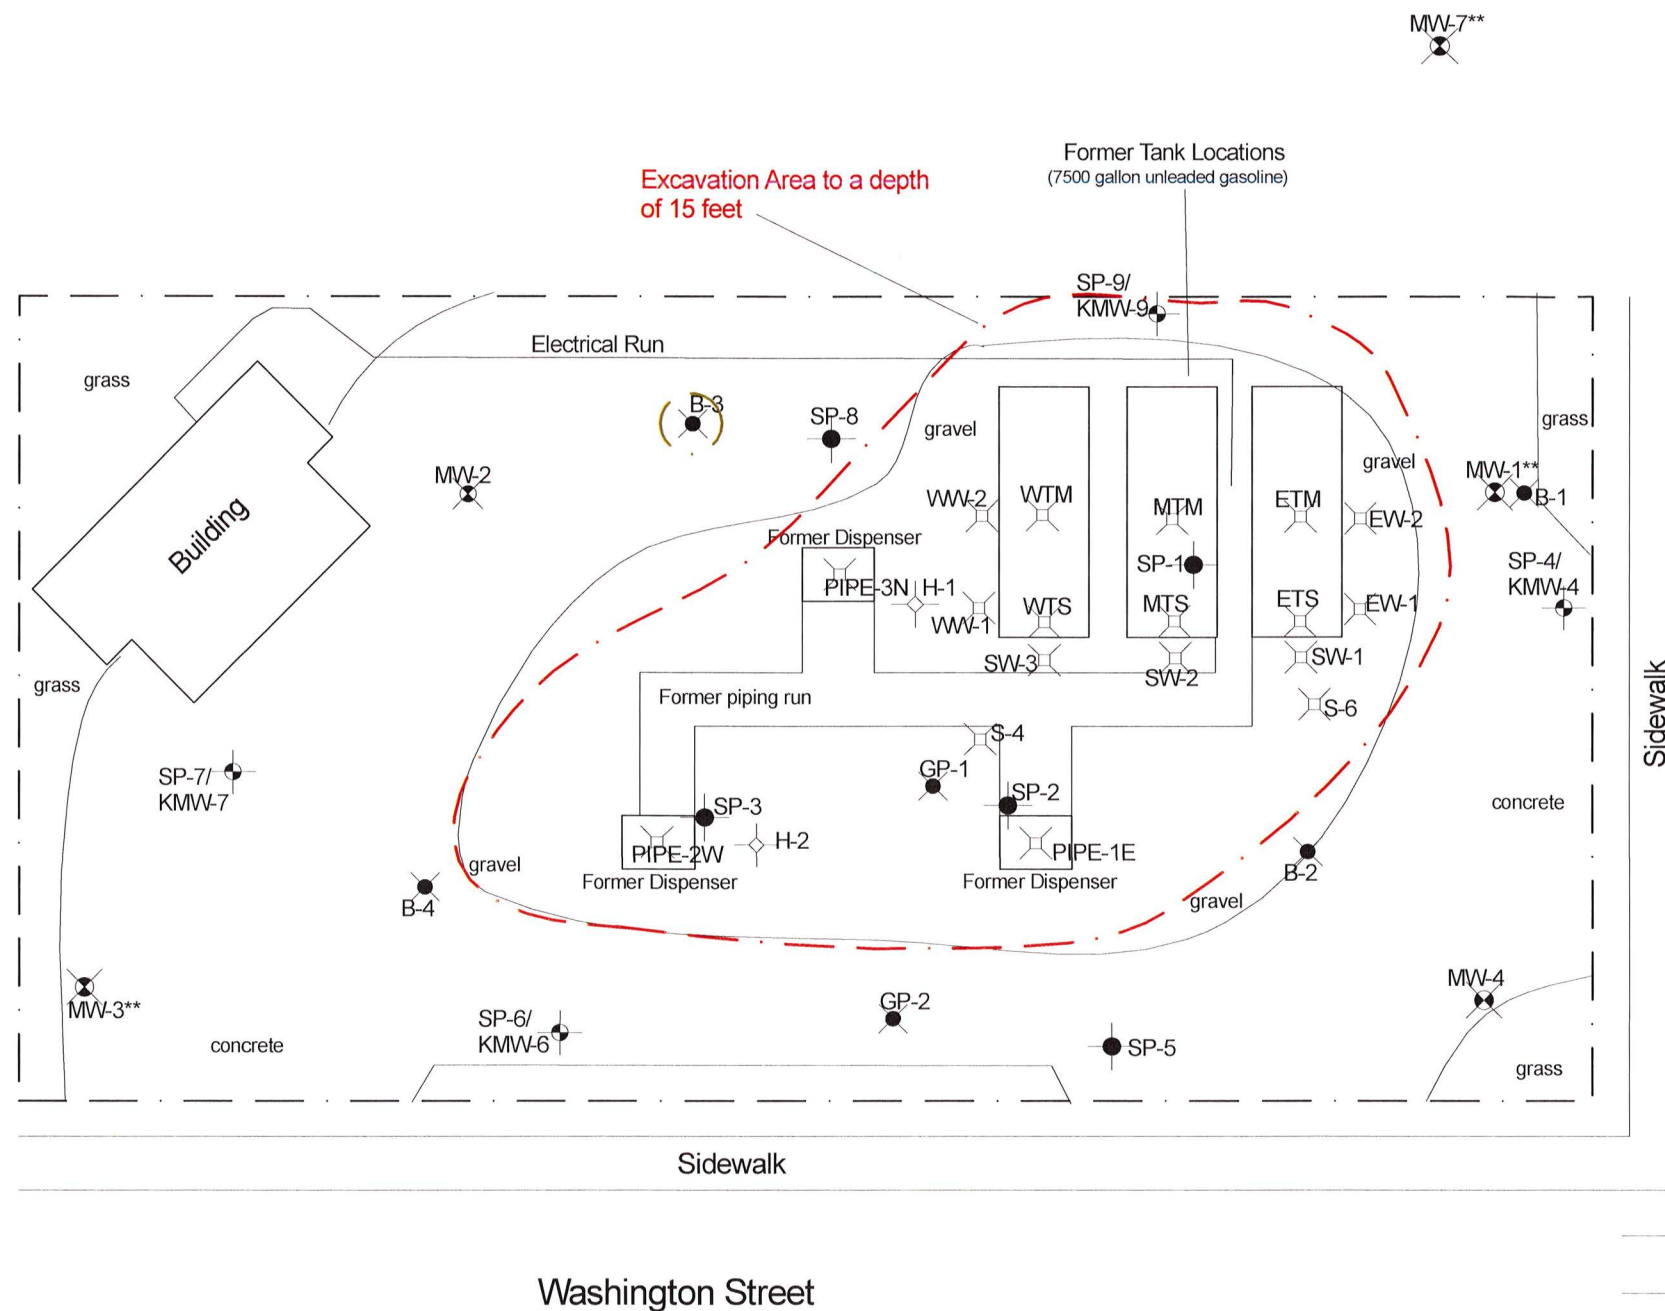 MW-7**
Former Tank Locations
(7500 gallon unleaded gasoline)
Excavation Area to a depth
of 15 feet
SP-9/
KMW-9
Electrical Run
grass
B-3
SP-8
gravel
grass
gravel
MW-2
MW-1**
B-1
WW-2
WTM
MTM
ETM
EW-2
Building
Former Dispenser
SP-1
SP-4/
KMW-4
PIPE-3N
H-1
WW-1
WTS
MTS
ETS
EW-1
SW-3
SW-2
SW-1
grass
Former piping run
S-6
Sidewalk
S-4
SP-7/
KMW-7
GP-1
SP-2
SP-3
concrete
H-2
PIPE-2W
PIPE-1E
gravel
Former Dispenser
Former Dispenser
B-2
B-4
gravel
MW-4
MW-3**
GP-2
SP-6/
KMW-6
concrete
SP-5
grass
Sidewalk
Washington Street